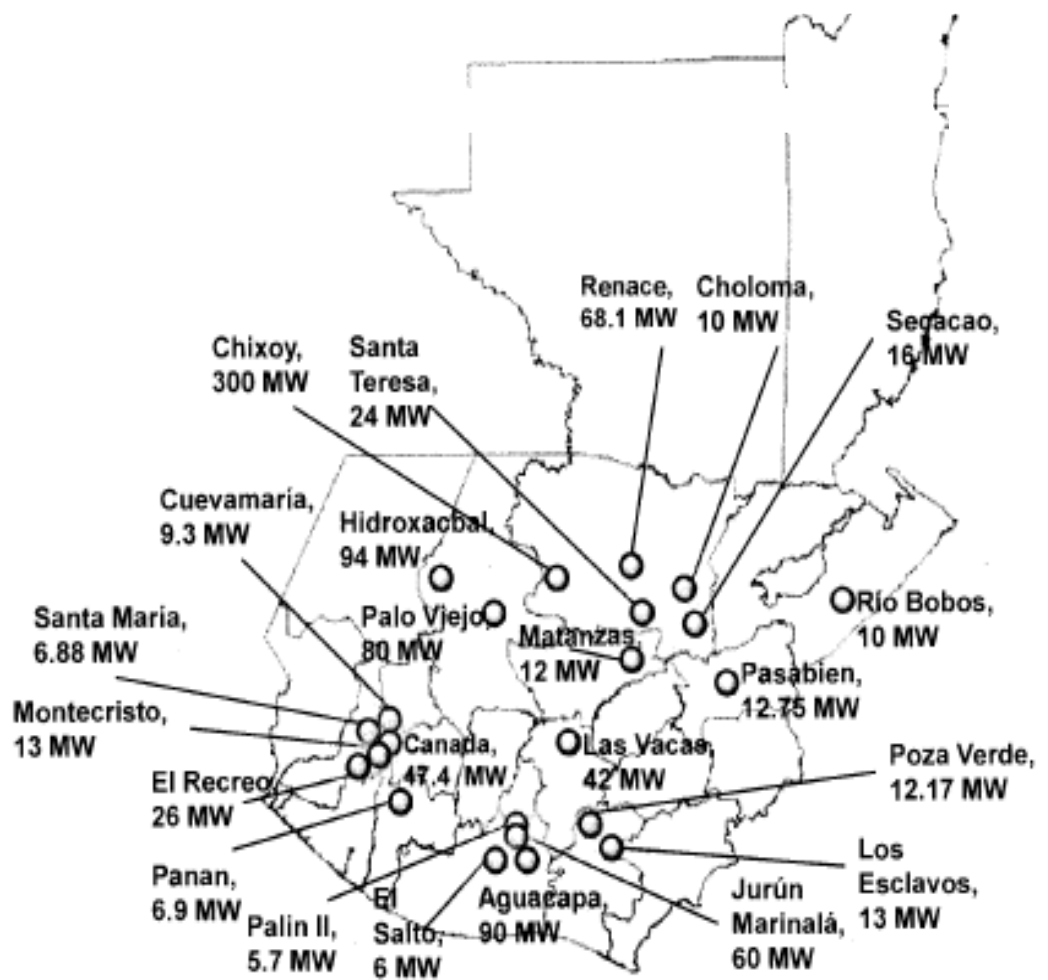 Renace,
68.1 MW
Choloma,
10 MW
Secacao,
16 MW
Chixoy,
300 MW
Santa
Teresa,
24 MW
Cuevamaría,
9.3 MW
Hidroxacbal,
94 MW
Santa Maria,
6.88 MW
Palo Viejo,
80 MW
Matanzas,
12 MW
Río Bobos,
10 MW
Pasabien,
12.75 MW
Montecristo,
13 MW
Canada,
47.4 MW
Las Vacas,
42 MW
Poza Verde,
12.17 MW
El Recreo,
26 MW
Panan,
6.9 MW
Palin II,
5.7 MW
El
Salto,
6 MW
Aguacapa,
90 MW
Jurún
Marinalá,
60 MW
Los
Esclavos,
13 MW